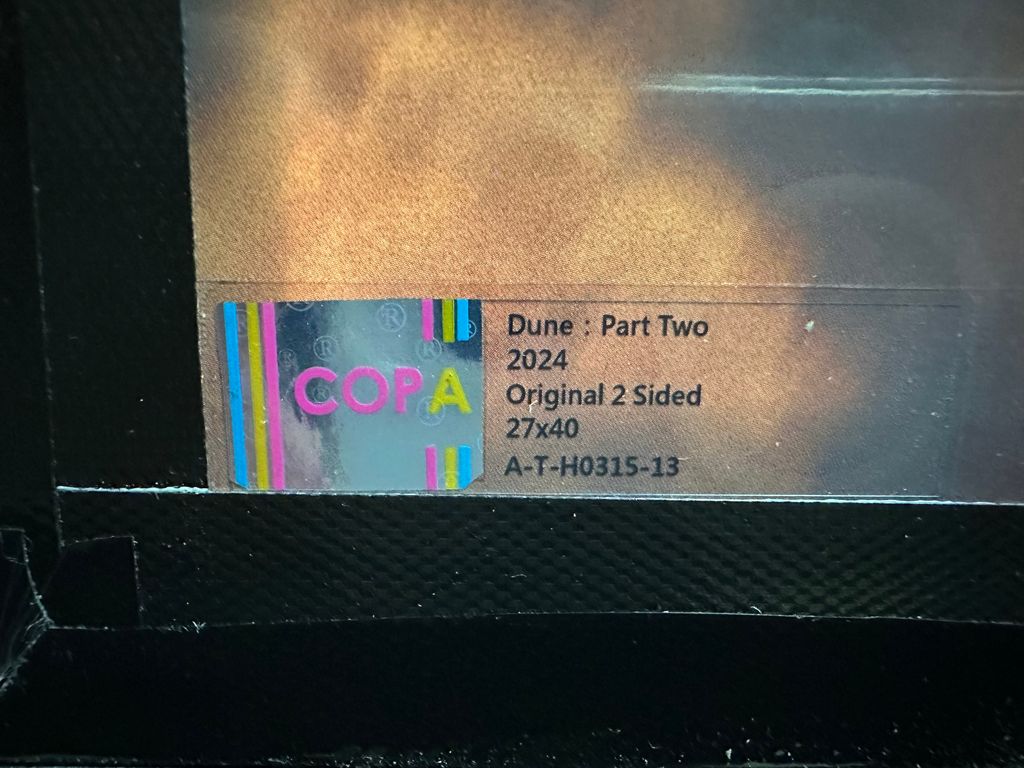 COPA
Dune : Part Two
2024
Original 2 Sided
27x40
A-T-H0315-13